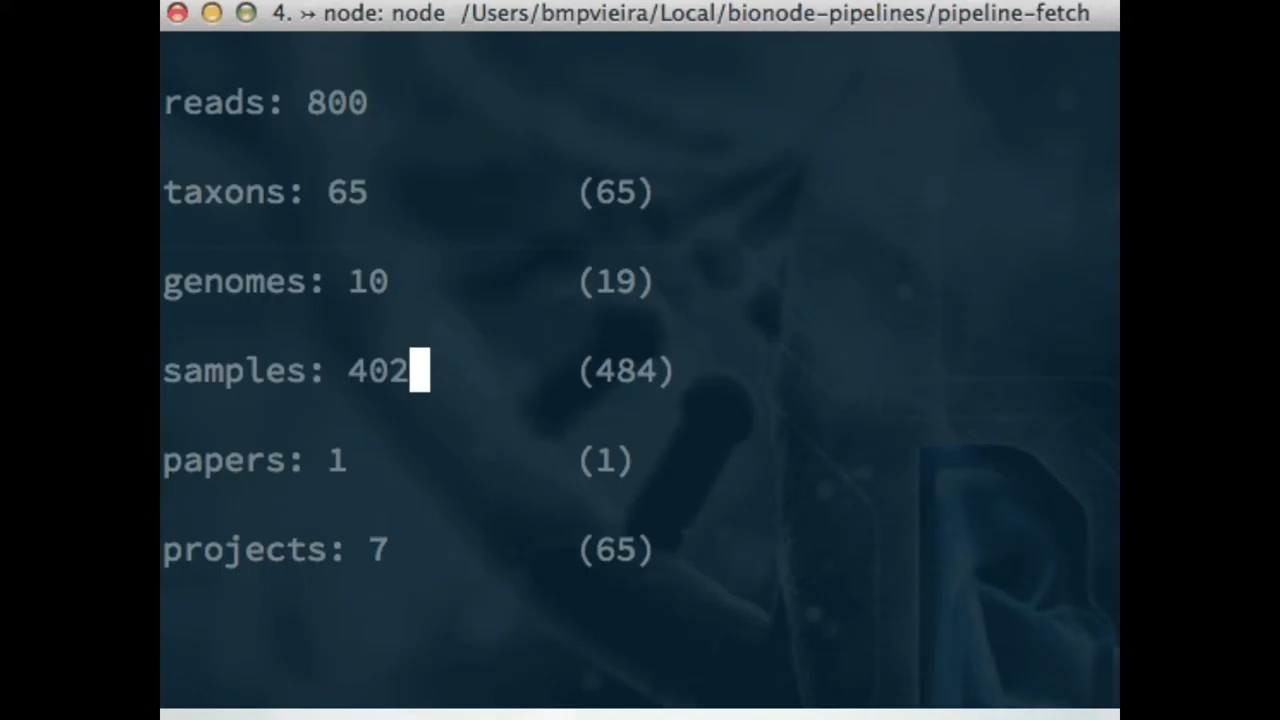 4. ↣ node: node /Users/bmpvieira/Local/bionode-pipelines/pipeline-fetch
reads: 800
taxons: 65 (65)
genomes: 10 (19)
samples: 402 (484)
papers: 1 (1)
projects: 7 (65)